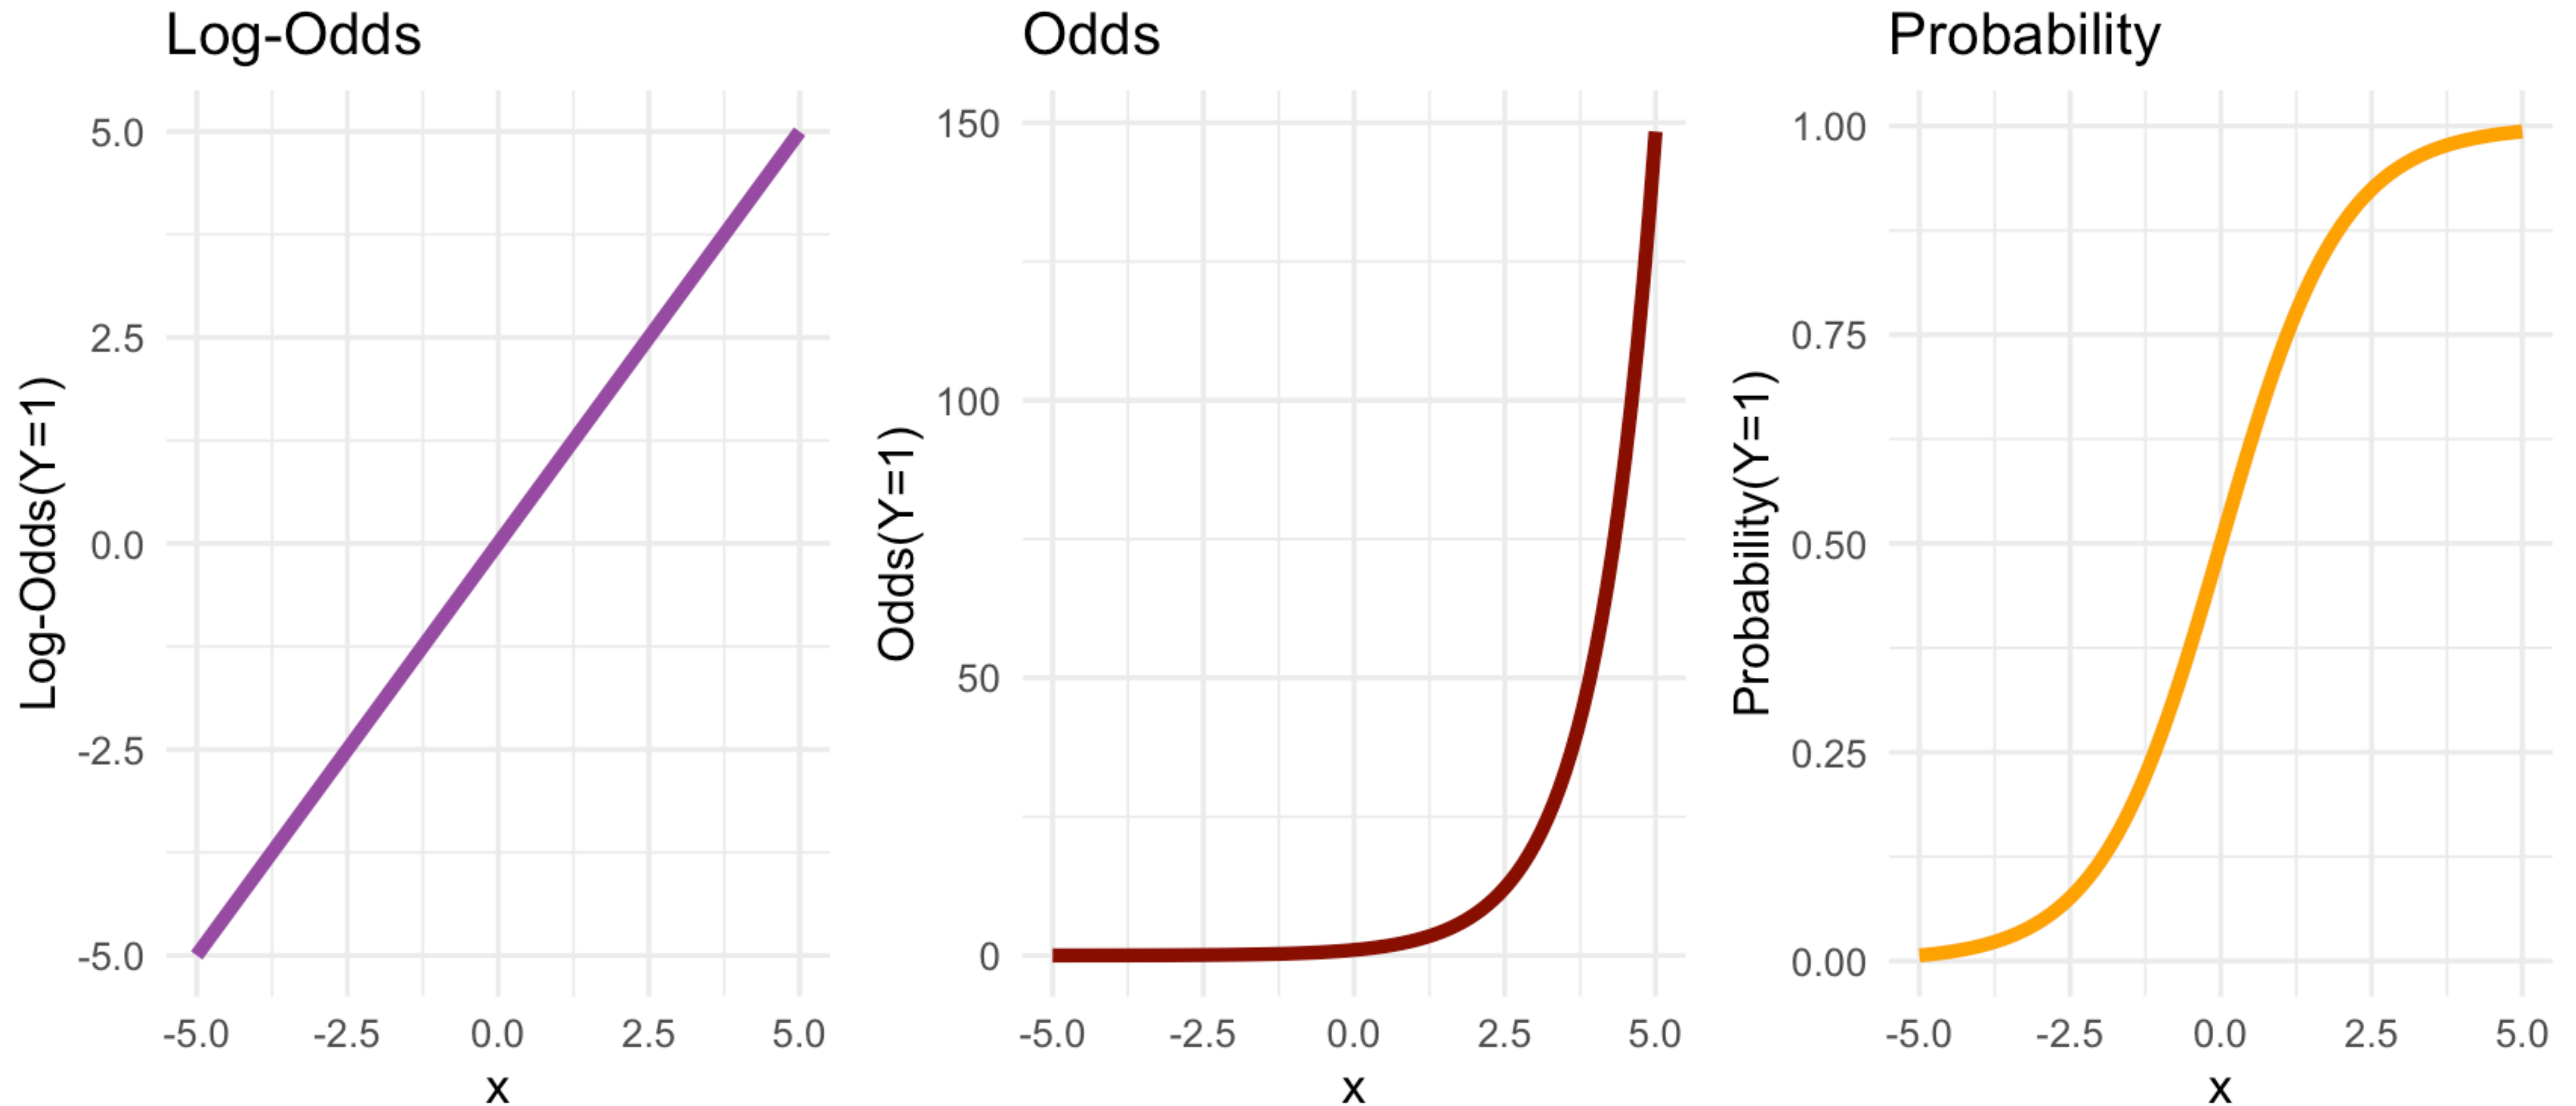 Log-Odds
Log-Odds(Y=1)
5.0
2.5
0.0
-2.5
-5.0
-5.0 -2.5 0.0 2.5 5.0
x
Odds
Odds(Y=1)
150
100
50
0
-5.0 -2.5 0.0 2.5 5.0
x
Probability
Probability(Y=1)
1.00
0.75
0.50
0.25
0.00
-5.0 -2.5 0.0 2.5 5.0
x